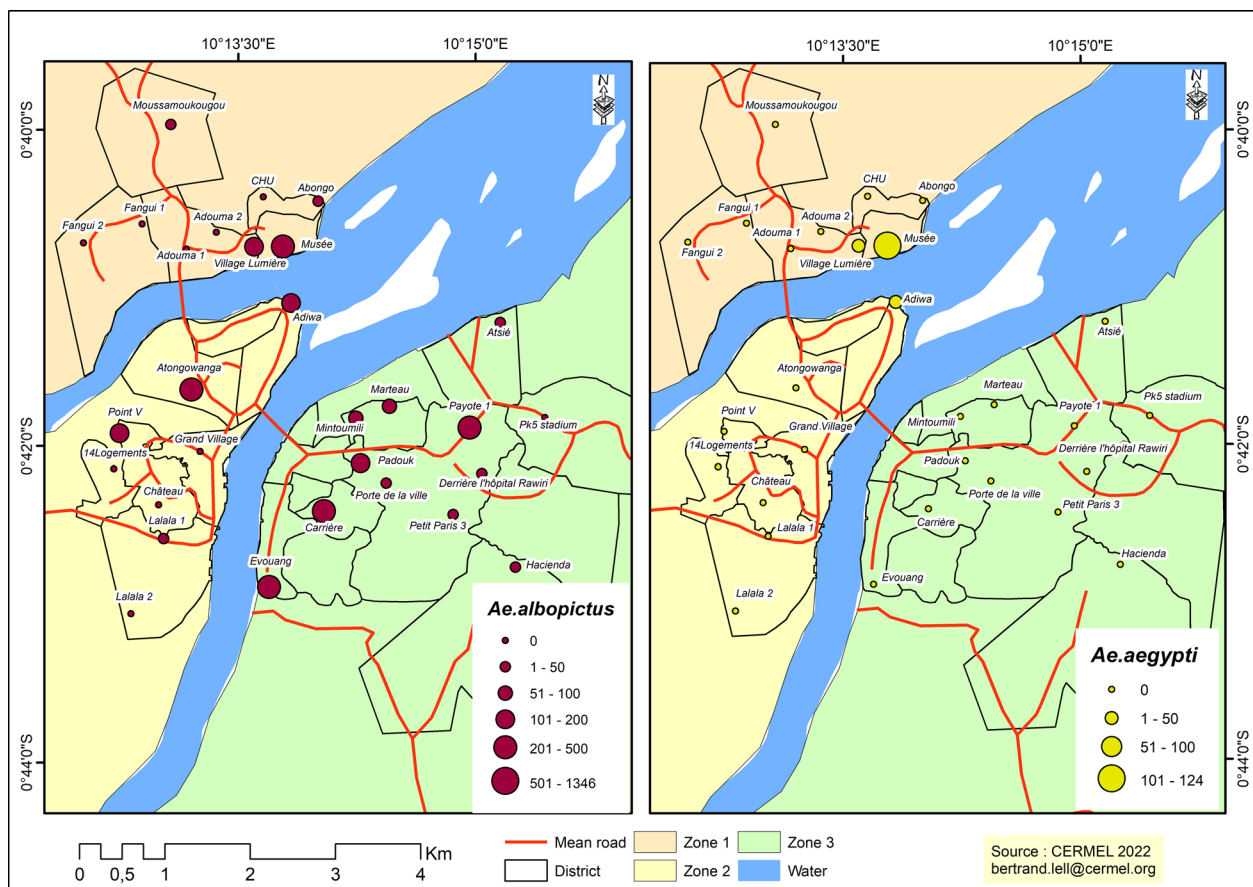 10°13'30"E
10°15'0"E
10°13'30"E
10°15'0"E
0°40'0"S
0°42'0"S
0°44'0"S
N
Moussamoukougou
CHU
Abongo
Fangui 1
Fangui 2
Adouma 2
Adouma 1
Musée
Village Lumière
Adiwa
Atsié
Atongowanga
Marteau
Point V
Mintoumili
Payote 1
Pk5 stadium
Grand Village
14Logements
Padouk
Derrière l'hôpital Rawiri
Château
Porte de la ville
Lalala 1
Carrière
Petit Paris 3
Evouang
Hacienda
Lalala 2
Ae.albopictus
0
1 - 50
51 - 100
101 - 200
201 - 500
501 - 1346
N
Moussamoukougou
CHU
Abongo
Fangui 1
Adouma 2
Adouma 1
Fangui 2
Musée
Village Lumière
Adiwa
Atsié
Atongowanga
Marteau
Pk5 stadium
Point V
Mintoumili
Payote 1
Grand.Village
14Logements
Padouk
Derrière l'hôpital Rawiri
Château
Porte de la ville
Lalala 1
Carrière
Petit Paris 3
Evouang
Hacienda
Lalala 2
Ae.aegypti
0
1 - 50
51 - 100
101 - 124
0°40'0"S
0°42'0"S
0°44'0"S
Km
0 0,5 1 2 3 4
Mean road
District
Zone 1
Zone 2
Zone 3
Water
Source : CERMEL 2022
bertrand.lell@cermel.org